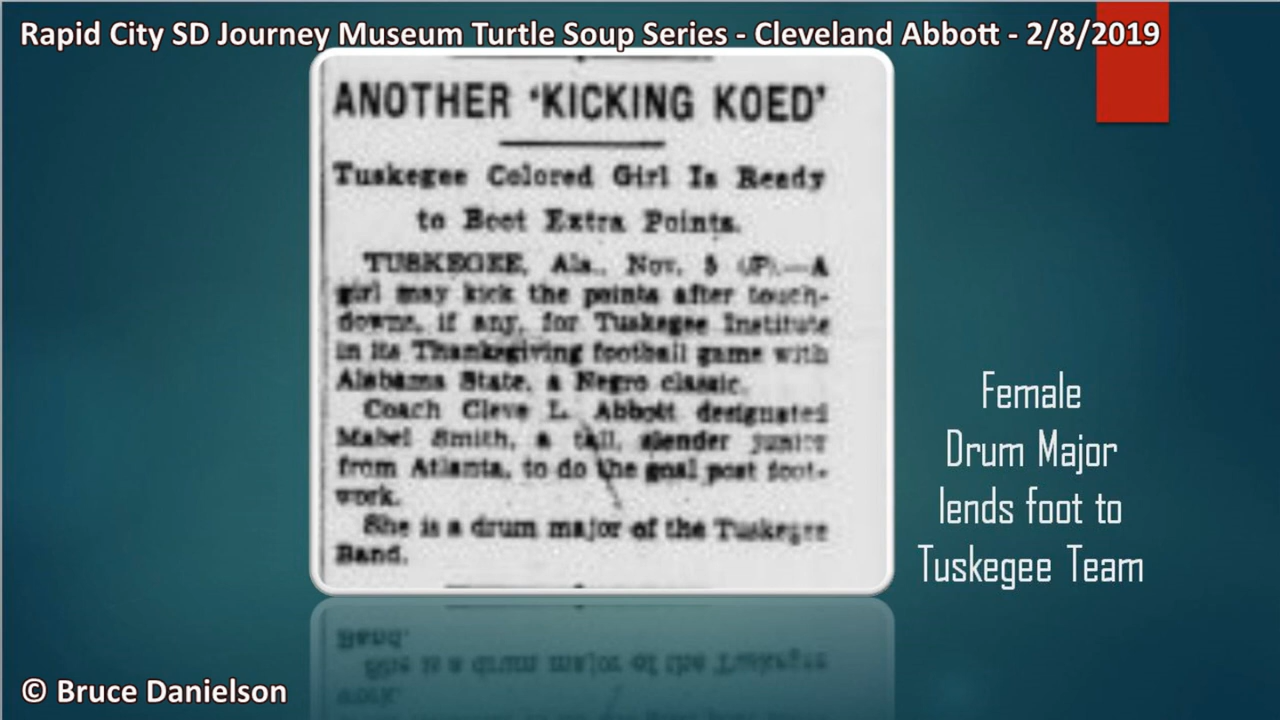 Rapid City SD Journey Museum Turtle Soup Series - Cleveland Abbott - 2/8/2019
ANOTHER ‘KICKING KOED’
Tuskegee Colored Girl Is Ready
to Boot Extra Points.
TUSKEGEE, Ala., Nov. 5 (AP).—A
girl may kick the points after touch-
downs, if any, for Tuskegee Institute
in its Thanksgiving football game with
Alabama State, a Negro classic.
Coach Cleve L. Abbott designated
Mabel Smith, a tall, slender junior
from Atlanta, to do the goal post foot-
work.
She is a drum major of the Tuskegee
Band.
Female
Drum Major
lends foot to
Tuskegee Team
© Bruce Danielson